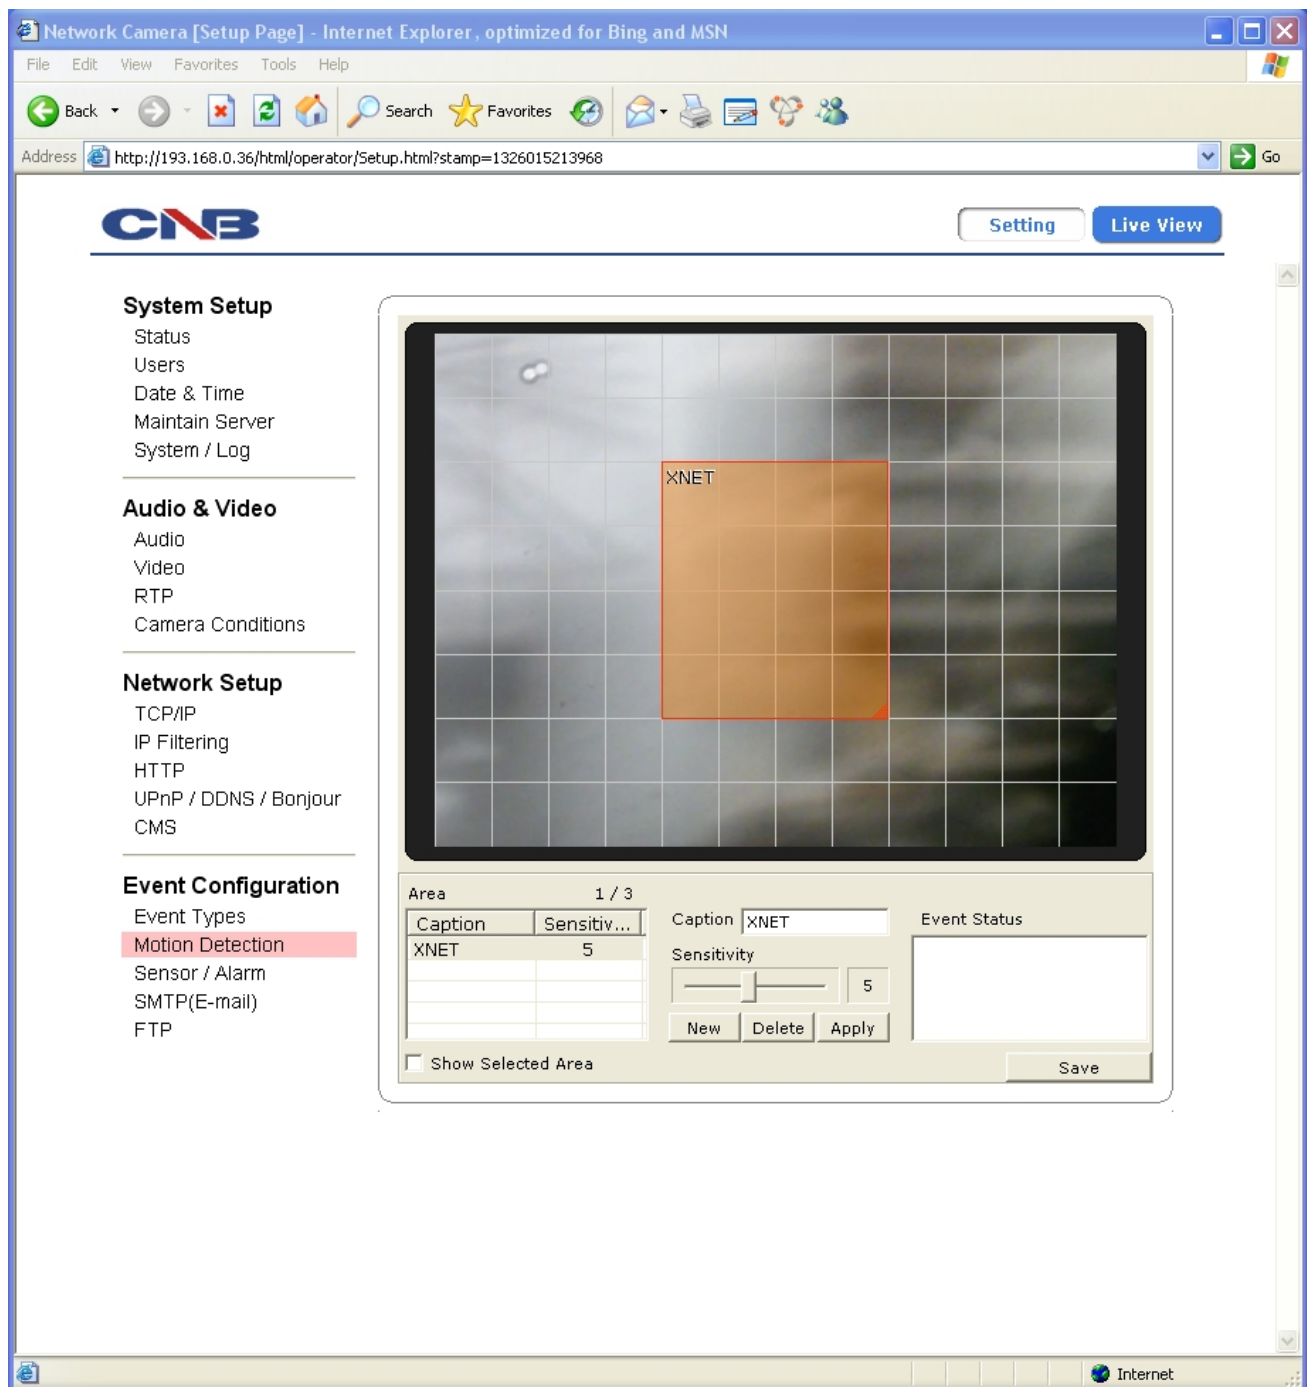 Network Camera [Setup Page] - Internet Explorer, optimized for Bing and MSN
File Edit View Favorites Tools Help
Back Search Favorites
Address http://193.168.0.36/html/operator/Setup.html?stamp=1326015213968 Go
CNB
Setting Live View
System Setup
Status
Users
Date & Time
Maintain Server
System / Log
Audio & Video
Audio
Video
RTP
Camera Conditions
Network Setup
TCP/IP
IP Filtering
HTTP
UPnP / DDNS / Bonjour
CMS
Event Configuration
Event Types
Motion Detection
Sensor / Alarm
SMTP(E-mail)
FTP
XNET
Area 1 / 3
Caption Sensitiv...
XNET 5
Show Selected Area
Caption XNET
Sensitivity
5
New Delete Apply
Event Status
Save
Internet